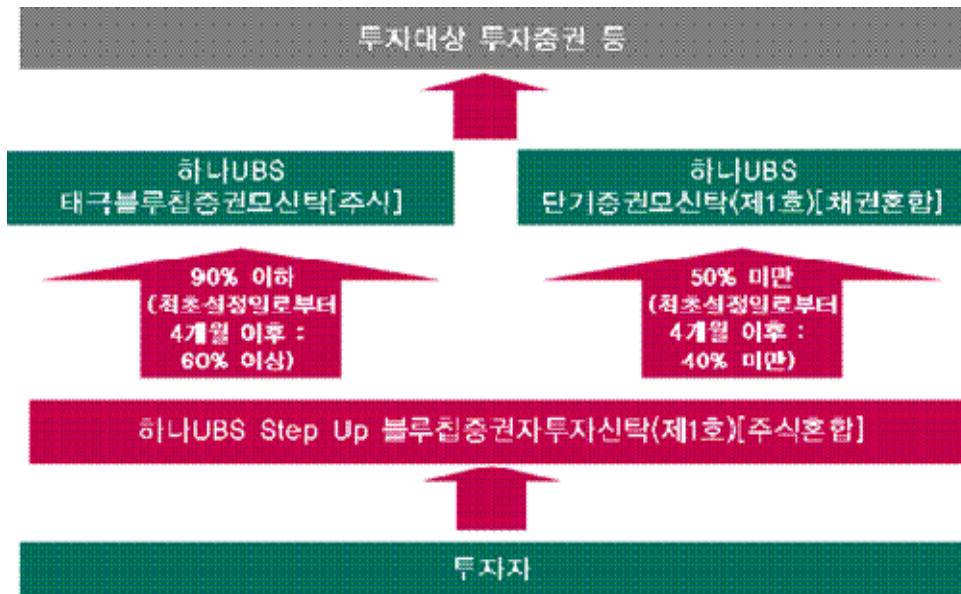 투자대상 투자증권 등
하나UBS
태극블루칩증권모신탁[주식]
하나UBS
단기증권모신탁(제1호)[채권혼합]
90% 이하
(최초설정일로부터
4개월 이후 :
60% 이상)
50% 미만
(최초설정일로부터
4개월 이후 :
40% 미만)
하나UBS Step Up 블루칩증권자투자신탁(제1호)[주식혼합]
투자자